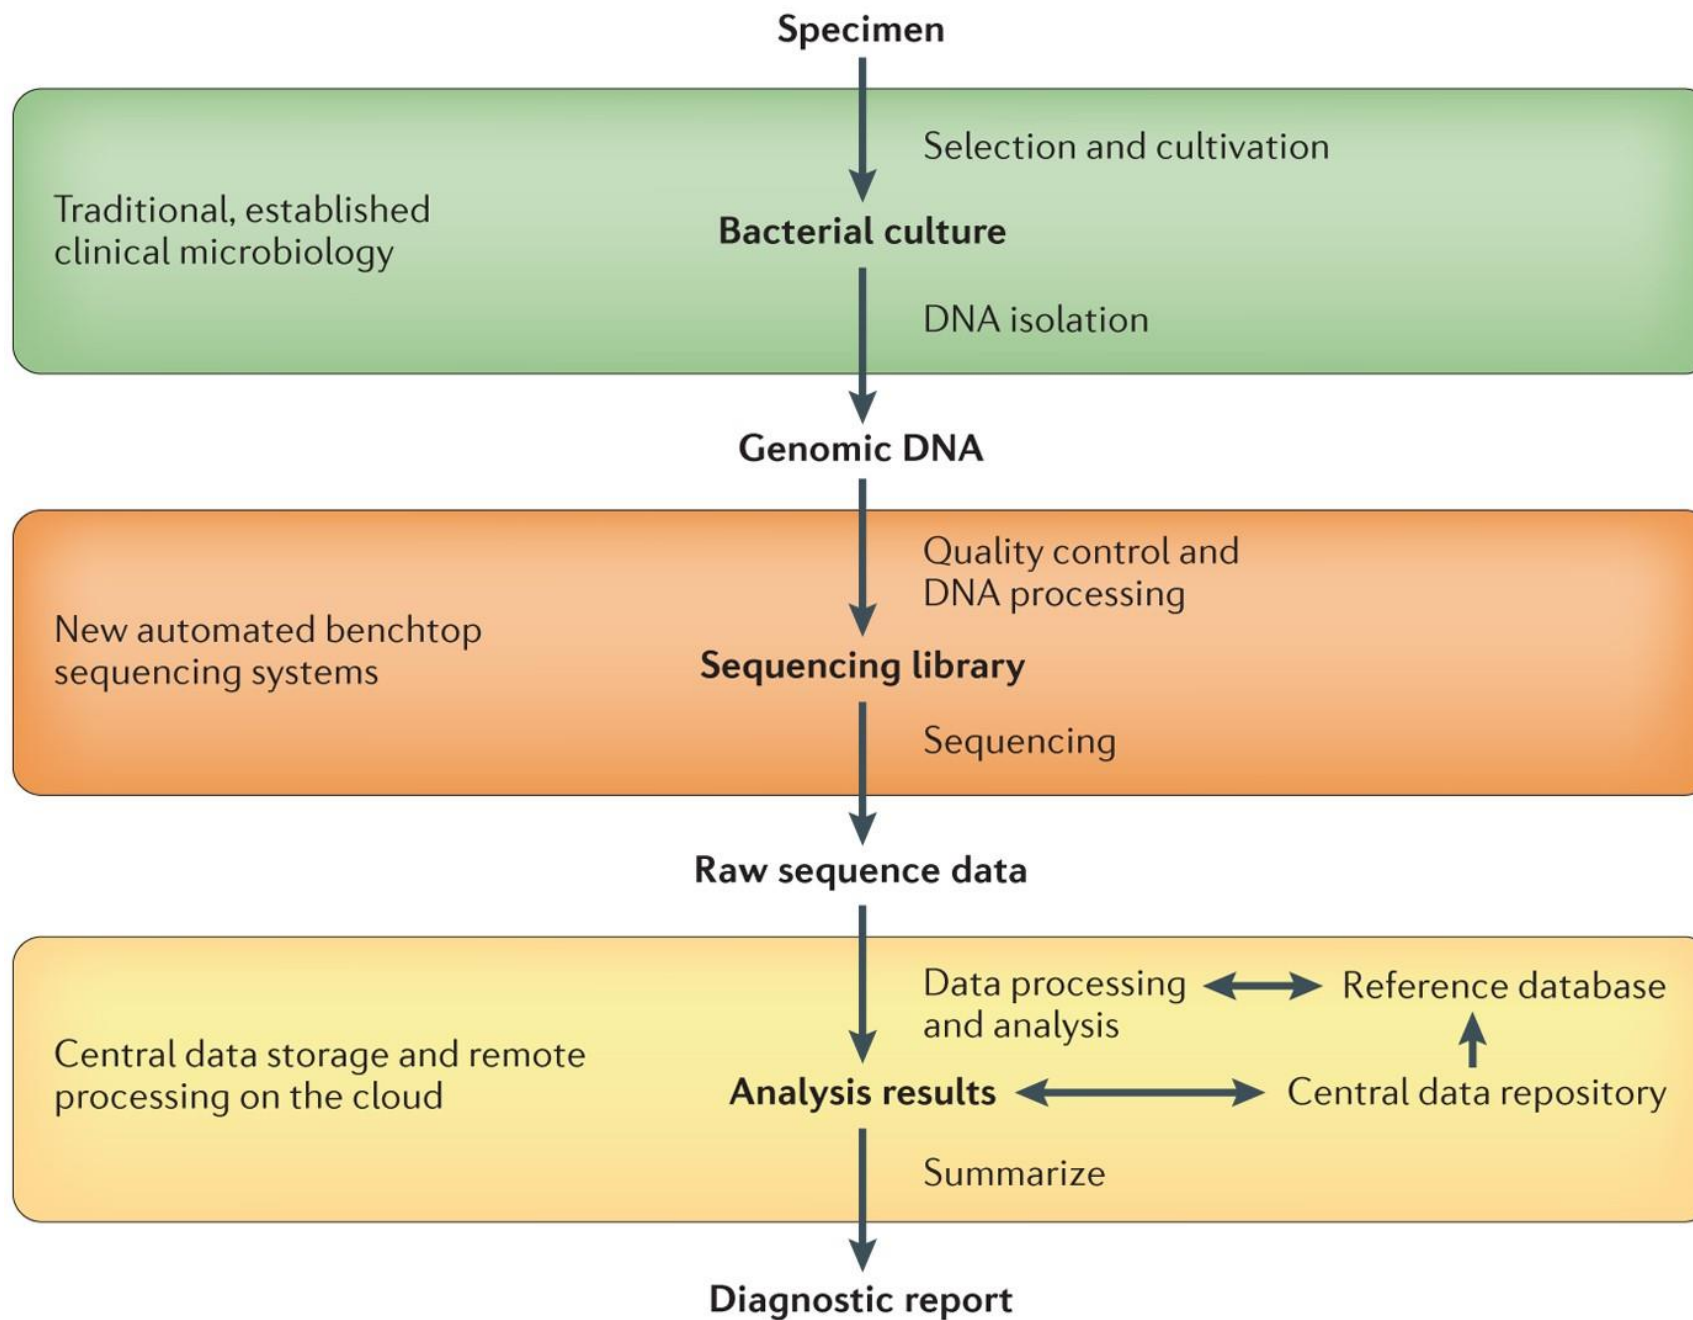 Specimen
Selection and cultivation
Traditional, established
clinical microbiology
Bacterial culture
DNA isolation
Genomic DNA
Quality control and
DNA processing
New automated benchtop
sequencing systems
Sequencing library
Sequencing
Raw sequence data
Data processing
and analysis
Reference database
Central data storage and remote
processing on the cloud
Analysis results
Central data repository
Summarize
Diagnostic report